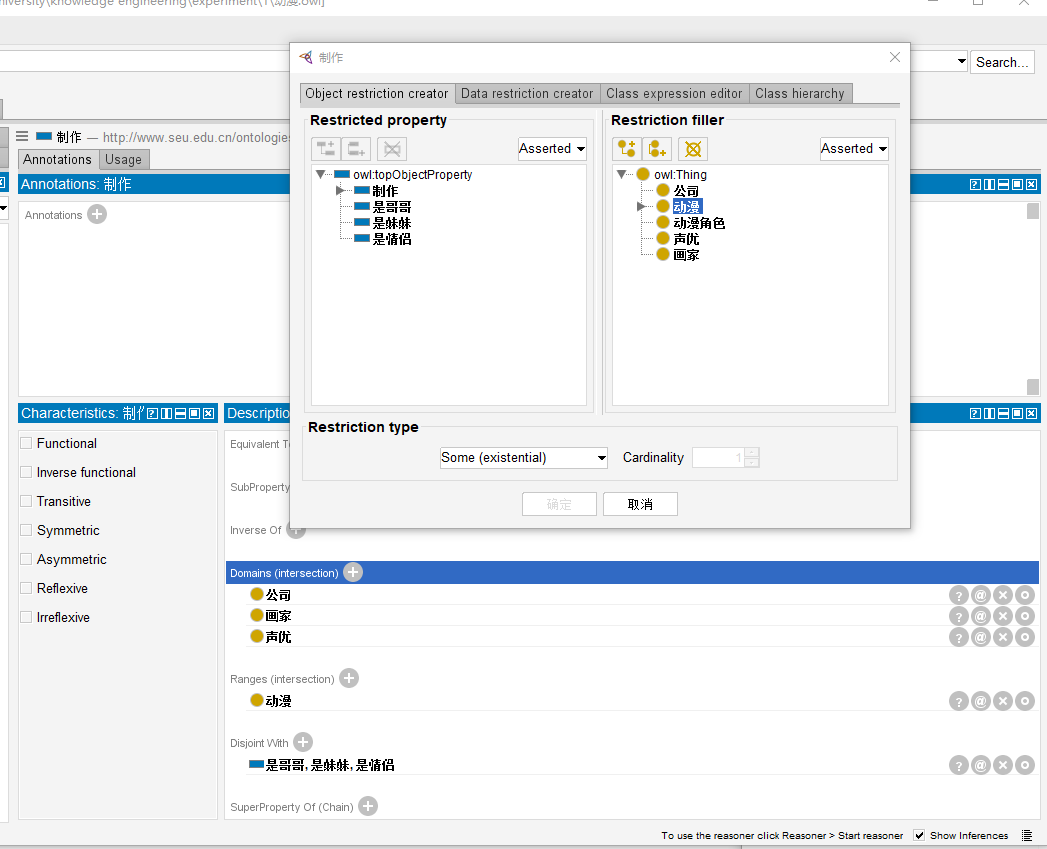 niversity\knowledge engineering\experiment\1\动漫.owl]
Search...
制作
Object restriction creator
Data restriction creator
Class expression editor
Class hierarchy
制作 — http://www.seu.edu.cn/ontologies
Annotations
Usage
Annotations: 制作
Annotations
Restricted property
Asserted
owl:topObjectProperty
制作
是哥哥
是妹妹
是情侣
Restriction filler
Asserted
owl:Thing
公司
动漫
动漫角色
声优
画家
Restriction type
Some (existential)
Cardinality
1
确定
取消
Characteristics: 制作
Functional
Inverse functional
Transitive
Symmetric
Asymmetric
Reflexive
Irreflexive
Descriptio
Equivalent T
SubProperty
Inverse Of
Domains (intersection)
公司
画家
声优
Ranges (intersection)
动漫
Disjoint With
是哥哥, 是妹妹, 是情侣
SuperProperty Of (Chain)
To use the reasoner click Reasoner > Start reasoner
Show Inferences